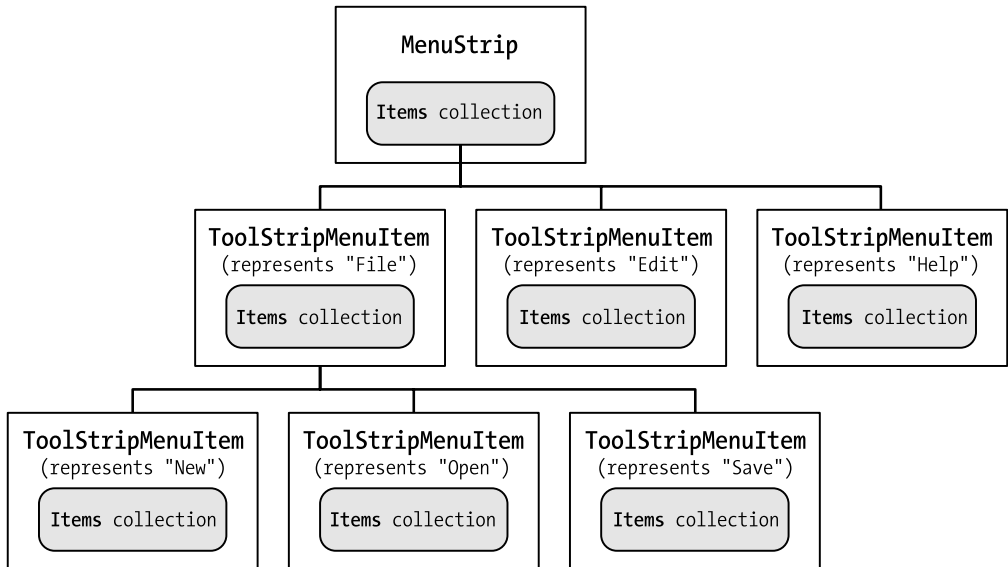 MenuStrip
Items collection
ToolStripMenuItem
(represents "File")
Items collection
ToolStripMenuItem
(represents "Edit")
Items collection
ToolStripMenuItem
(represents "Help")
Items collection
ToolStripMenuItem
(represents "New")
Items collection
ToolStripMenuItem
(represents "Open")
Items collection
ToolStripMenuItem
(represents "Save")
Items collection